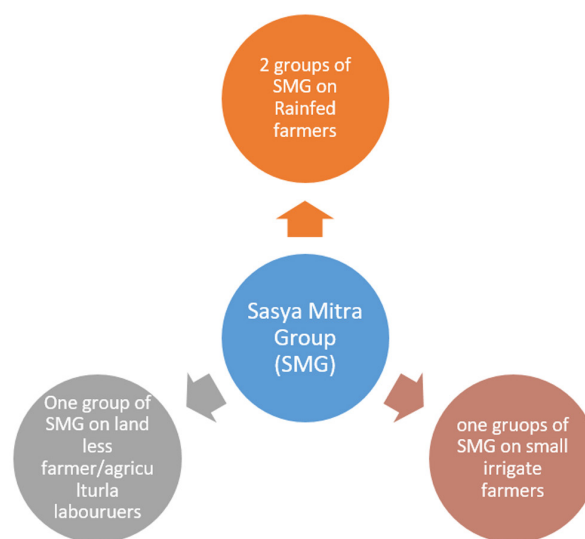 2 groups of
SMG on
Rainfed
farmers
Sasya Mitra
Group
(SMG)
One group of
SMG on land
less
farmer/agricu
lturla
labouruers
one gruops of
SMG on small
irrigate
farmers